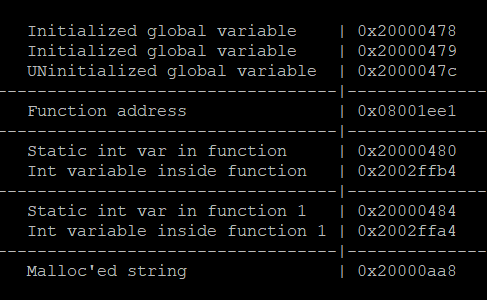 Initialized global variable | 0x20000478
Initialized global variable | 0x20000479
UNinitialized global variable | 0x2000047c
--------------------------------|--------------
Function address | 0x08001ee1
--------------------------------|--------------
Static int var in function | 0x20000480
Int variable inside function | 0x2002ffb4
--------------------------------|--------------
Static int var in function 1 | 0x20000484
Int variable inside function 1 | 0x2002ffa4
--------------------------------|--------------
Malloc'ed string | 0x20000aa8